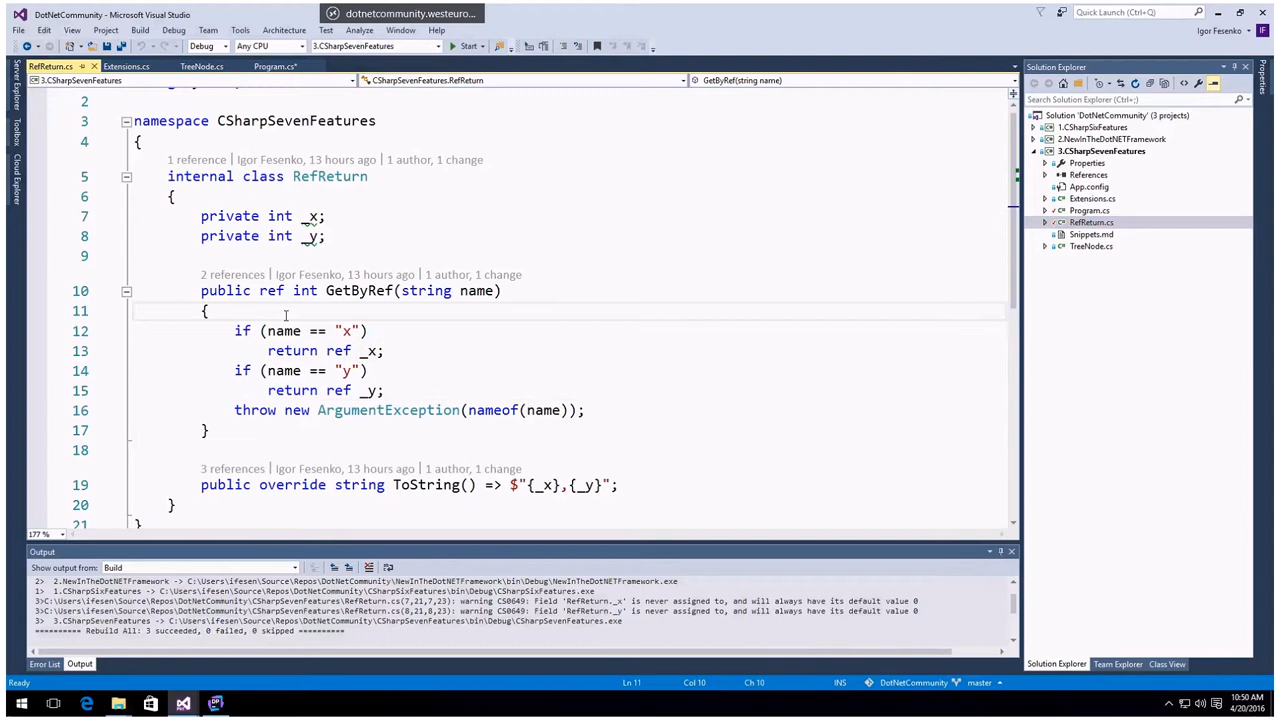 DotNetCommunity - Microsoft Visual Studio
dotnetcommunity.westeuro...
Quick Launch (Ctrl+Q)
File Edit View Project Build Debug Team Tools Architecture Test Analyze Window Help
Igor Fesenko IF
Debug Any CPU 3.CSharpSevenFeatures Start
RefReturn.cs Extensions.cs TreeNode.cs Program.cs*
3.CSharpSevenFeatures CSharpSevenFeatures.RefReturn GetByRef(string name)
Server Explorer
Toolbox
Cloud Explorer
2
3 namespace CSharpSevenFeatures
4 {
1 reference | Igor Fesenko, 13 hours ago | 1 author, 1 change
5 internal class RefReturn
6 {
7 private int _x;
8 private int _y;
9
2 references | Igor Fesenko, 13 hours ago | 1 author, 1 change
10 public ref int GetByRef(string name)
11 {
12 if (name == "x")
13 return ref _x;
14 if (name == "y")
15 return ref _y;
16 throw new ArgumentException(nameof(name));
17 }
18
3 references | Igor Fesenko, 13 hours ago | 1 author, 1 change
19 public override string ToString() => $"{_x},{_y}";
20 }
21 }
177 %
Output
Show output from: Build
2> 2.NewInTheDotNETFramework -> C:\Users\ifesen\Source\Repos\DotNetCommunity\NewInTheDotNETFramework\bin\Debug\NewInTheDotNETFramework.exe
1> 1.CSharpSixFeatures -> C:\Users\ifesen\Source\Repos\DotNetCommunity\CSharpSixFeatures\bin\Debug\CSharpSixFeatures.exe
3>C:\Users\ifesen\Source\Repos\DotNetCommunity\CSharpSevenFeatures\RefReturn.cs(7,21,7,23): warning CS0649: Field 'RefReturn._x' is never assigned to, and will always have its default value 0
3>C:\Users\ifesen\Source\Repos\DotNetCommunity\CSharpSevenFeatures\RefReturn.cs(8,21,8,23): warning CS0649: Field 'RefReturn._y' is never assigned to, and will always have its default value 0
3> 3.CSharpSevenFeatures -> C:\Users\ifesen\Source\Repos\DotNetCommunity\CSharpSevenFeatures\bin\Debug\CSharpSevenFeatures.exe
========== Rebuild All: 3 succeeded, 0 failed, 0 skipped ==========
Error List Output
Solution Explorer
Search Solution Explorer (Ctrl+;)
Solution 'DotNetCommunity' (3 projects)
1.CSharpSixFeatures
2.NewInTheDotNETFramework
3.CSharpSevenFeatures
Properties
References
App.config
Extensions.cs
Program.cs
RefReturn.cs
Snippets.md
TreeNode.cs
Solution Explorer Team Explorer Class View
Properties
Ready Ln 11 Col 10 Ch 10 INS DotNetCommunity master
10:50 AM
4/20/2016